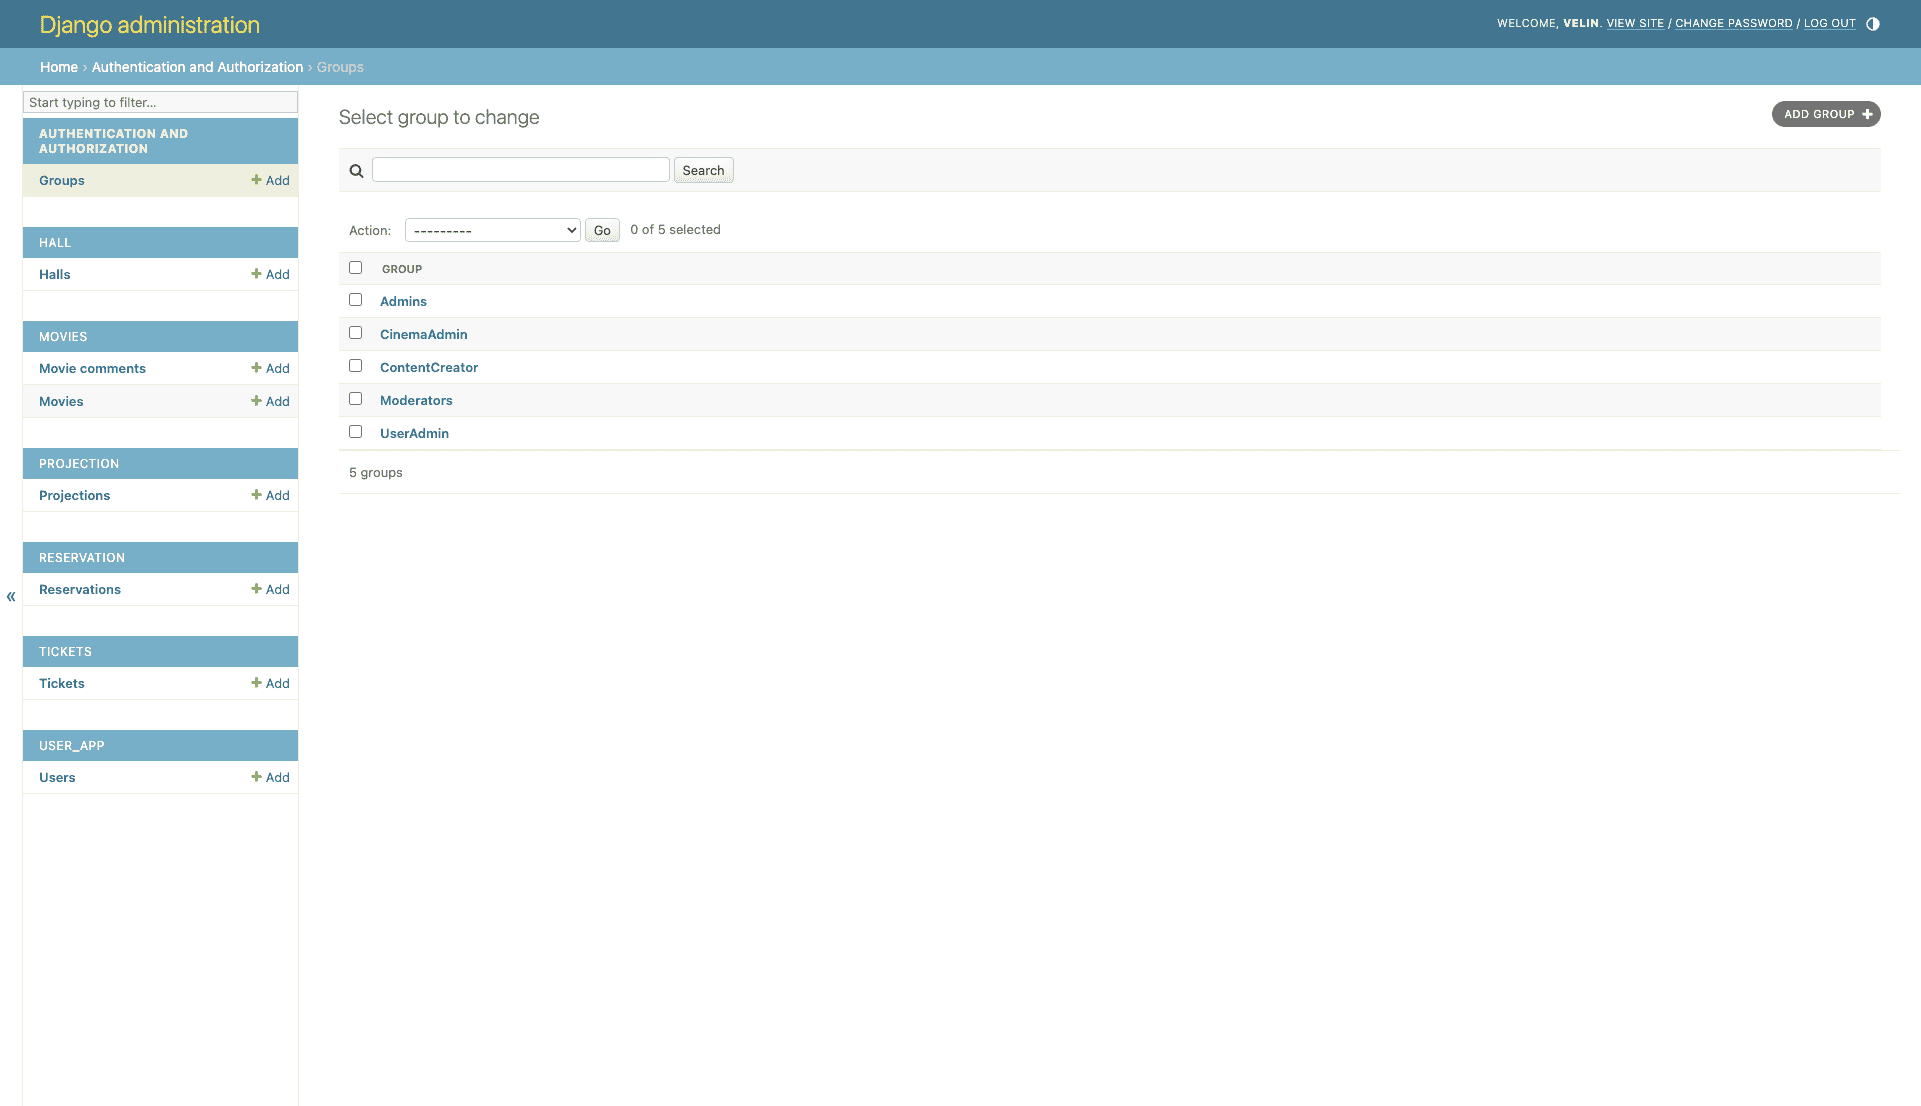 Django administration
WELCOME, VELIN. VIEW SITE / CHANGE PASSWORD / LOG OUT
Home › Authentication and Authorization › Groups
Start typing to filter...
AUTHENTICATION AND
AUTHORIZATION
Groups Add
HALL
Halls Add
MOVIES
Movie comments Add
Movies Add
PROJECTION
Projections Add
RESERVATION
Reservations Add
TICKETS
Tickets Add
USER_APP
Users Add
«
Select group to change
ADD GROUP
Search
Action: --------- Go 0 of 5 selected
GROUP
Admins
CinemaAdmin
ContentCreator
Moderators
UserAdmin
5 groups